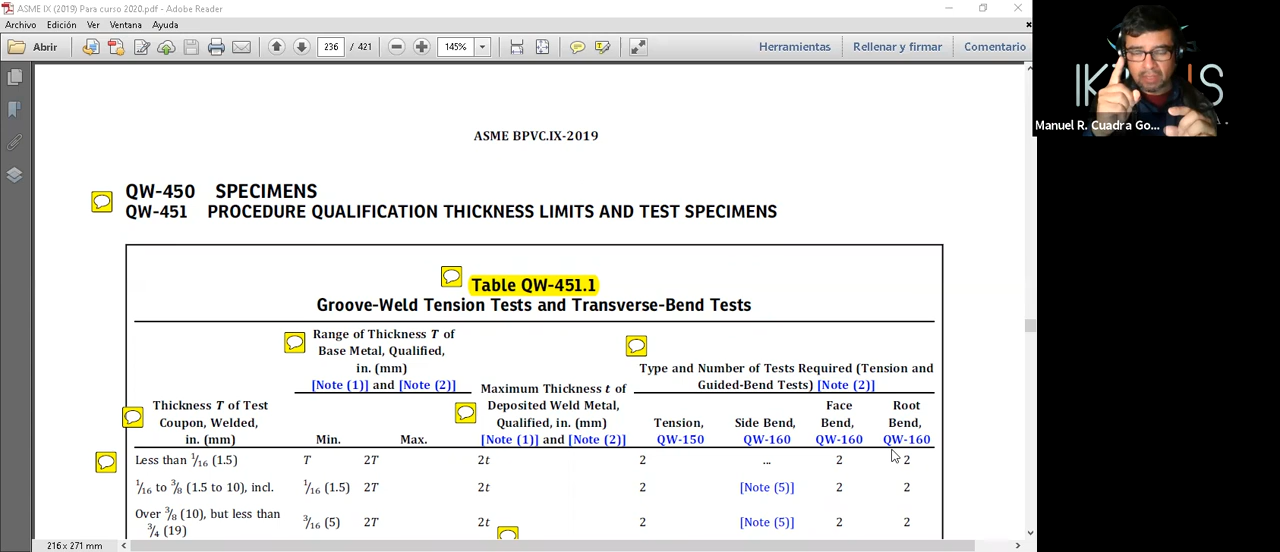 ASME IX (2019) Para curso 2020.pdf - Adobe Reader
Archivo Edición Ver Ventana Ayuda
Abrir 236 / 421 145% Herramientas Rellenar y firmar Comentario
Manuel R. Cuadra Go...
ASME BPVC.IX-2019
QW-450 SPECIMENS
QW-451 PROCEDURE QUALIFICATION THICKNESS LIMITS AND TEST SPECIMENS
Table QW-451.1
Groove-Weld Tension Tests and Transverse-Bend Tests
Range of Thickness T of
Base Metal, Qualified,
in. (mm)
[Note (1)] and [Note (2)]
Type and Number of Tests Required (Tension and
Guided-Bend Tests) [Note (2)]
Maximum Thickness t of
Deposited Weld Metal,
Qualified, in. (mm)
[Note (1)] and [Note (2)]
Thickness T of Test
Coupon, Welded,
in. (mm)
Min. Max.
Tension,
QW-150
Side Bend,
QW-160
Face
Bend,
QW-160
Root
Bend,
QW-160
Less than 1/16 (1.5) T 2T 2t 2 ... 2 2
1/16 to 3/8 (1.5 to 10), incl. 1/16 (1.5) 2T 2t 2 [Note (5)] 2 2
Over 3/8 (10), but less than
3/4 (19) 3/16 (5) 2T 2t 2 [Note (5)] 2 2
216 x 271 mm